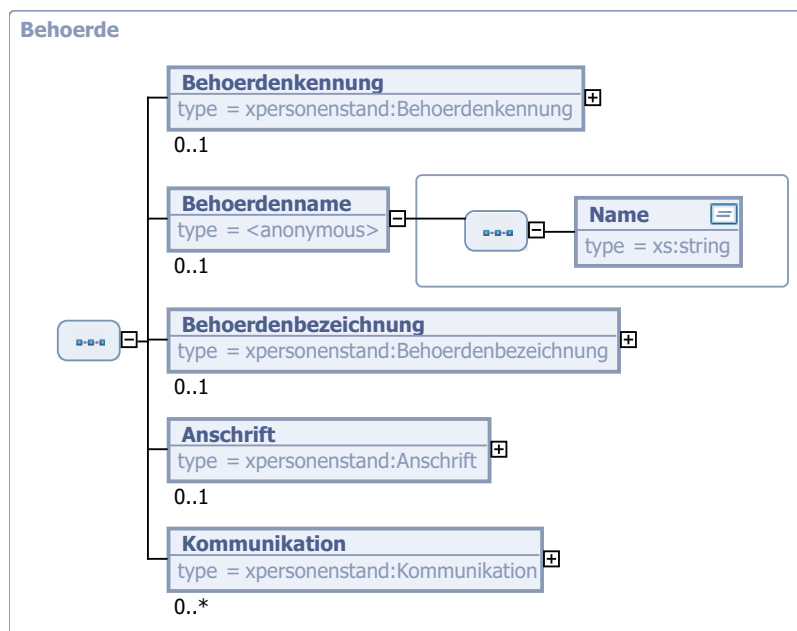 Behoerde
Behoerdenkennung
type = xpersonenstand:Behoerdenkennung
0..1
Behoerdenname
type = <anonymous>
0..1
Name
type = xs:string
Behoerdenbezeichnung
type = xpersonenstand:Behoerdenbezeichnung
0..1
Anschrift
type = xpersonenstand:Anschrift
0..1
Kommunikation
type = xpersonenstand:Kommunikation
0..*